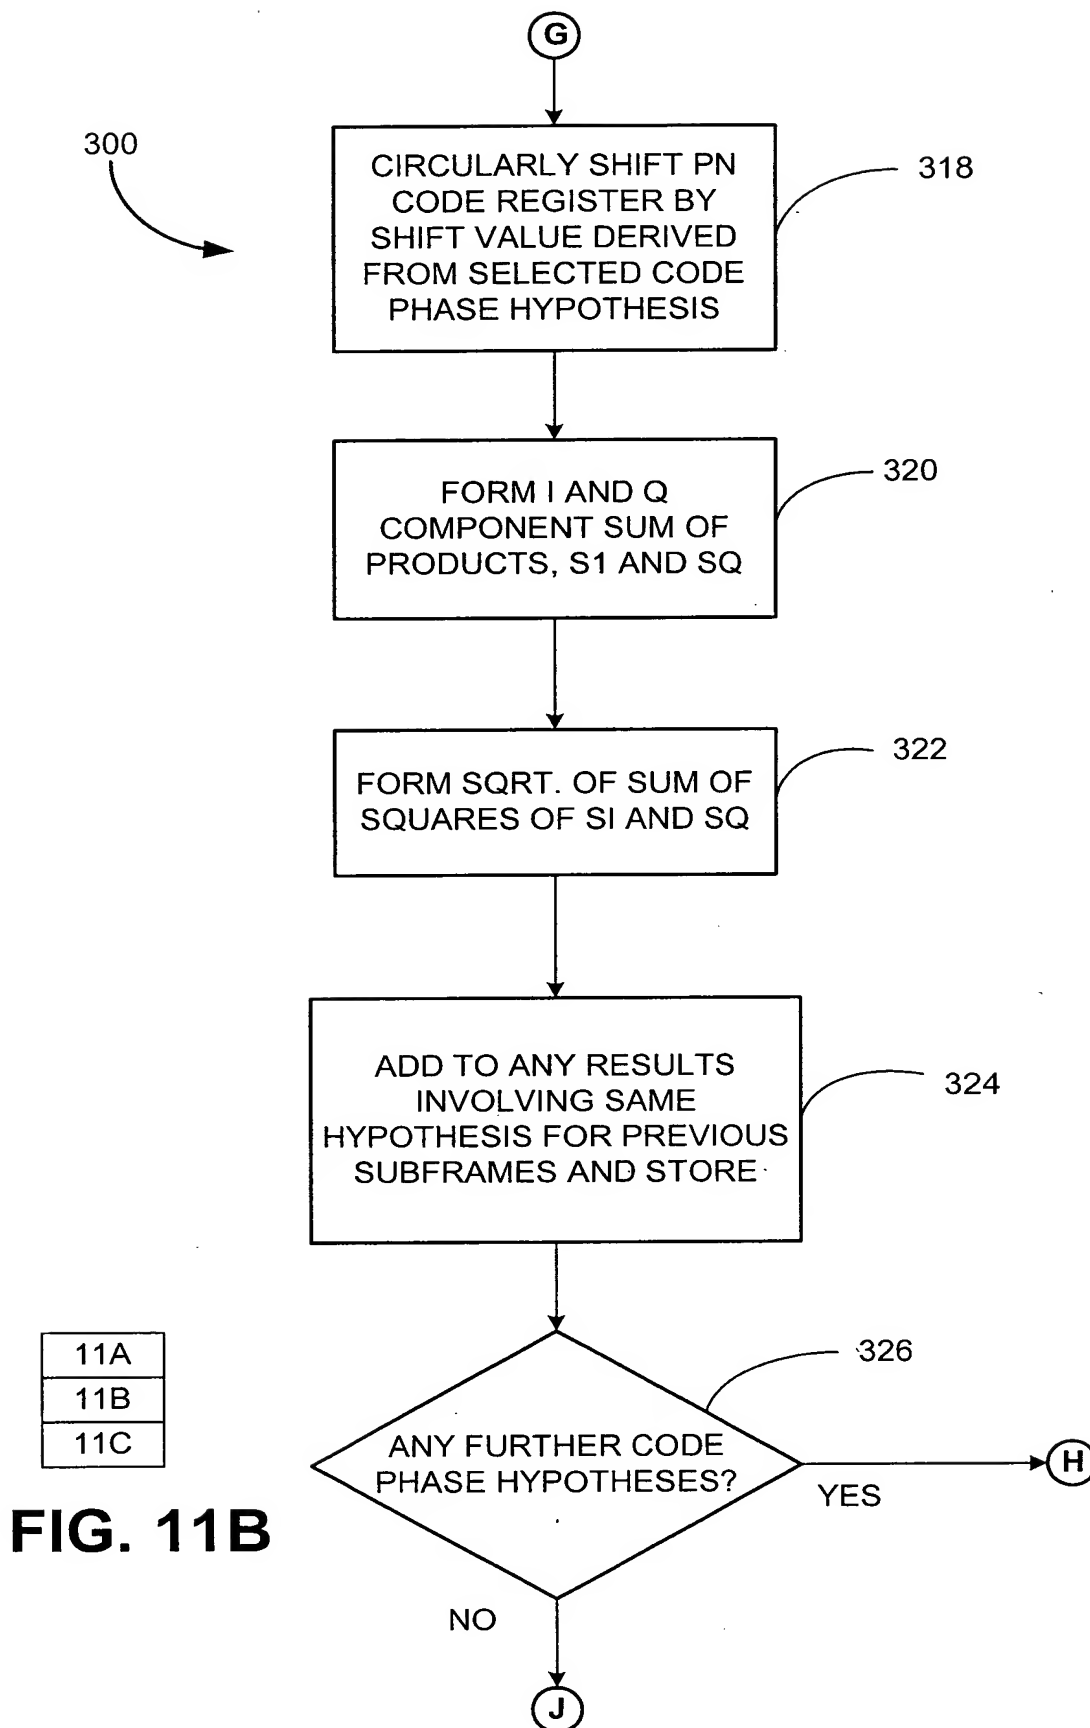 G
300
CIRCULARLY SHIFT PN
CODE REGISTER BY
SHIFT VALUE DERIVED
FROM SELECTED CODE
PHASE HYPOTHESIS
318
FORM I AND Q
COMPONENT SUM OF
PRODUCTS, S1 AND SQ
320
FORM SQRT. OF SUM OF
SQUARES OF SI AND SQ
322
ADD TO ANY RESULTS
INVOLVING SAME
HYPOTHESIS FOR PREVIOUS
SUBFRAMES AND STORE
324
ANY FURTHER CODE
PHASE HYPOTHESES?
326
YES
H
NO
J
11A
11B
11C
FIG. 11B